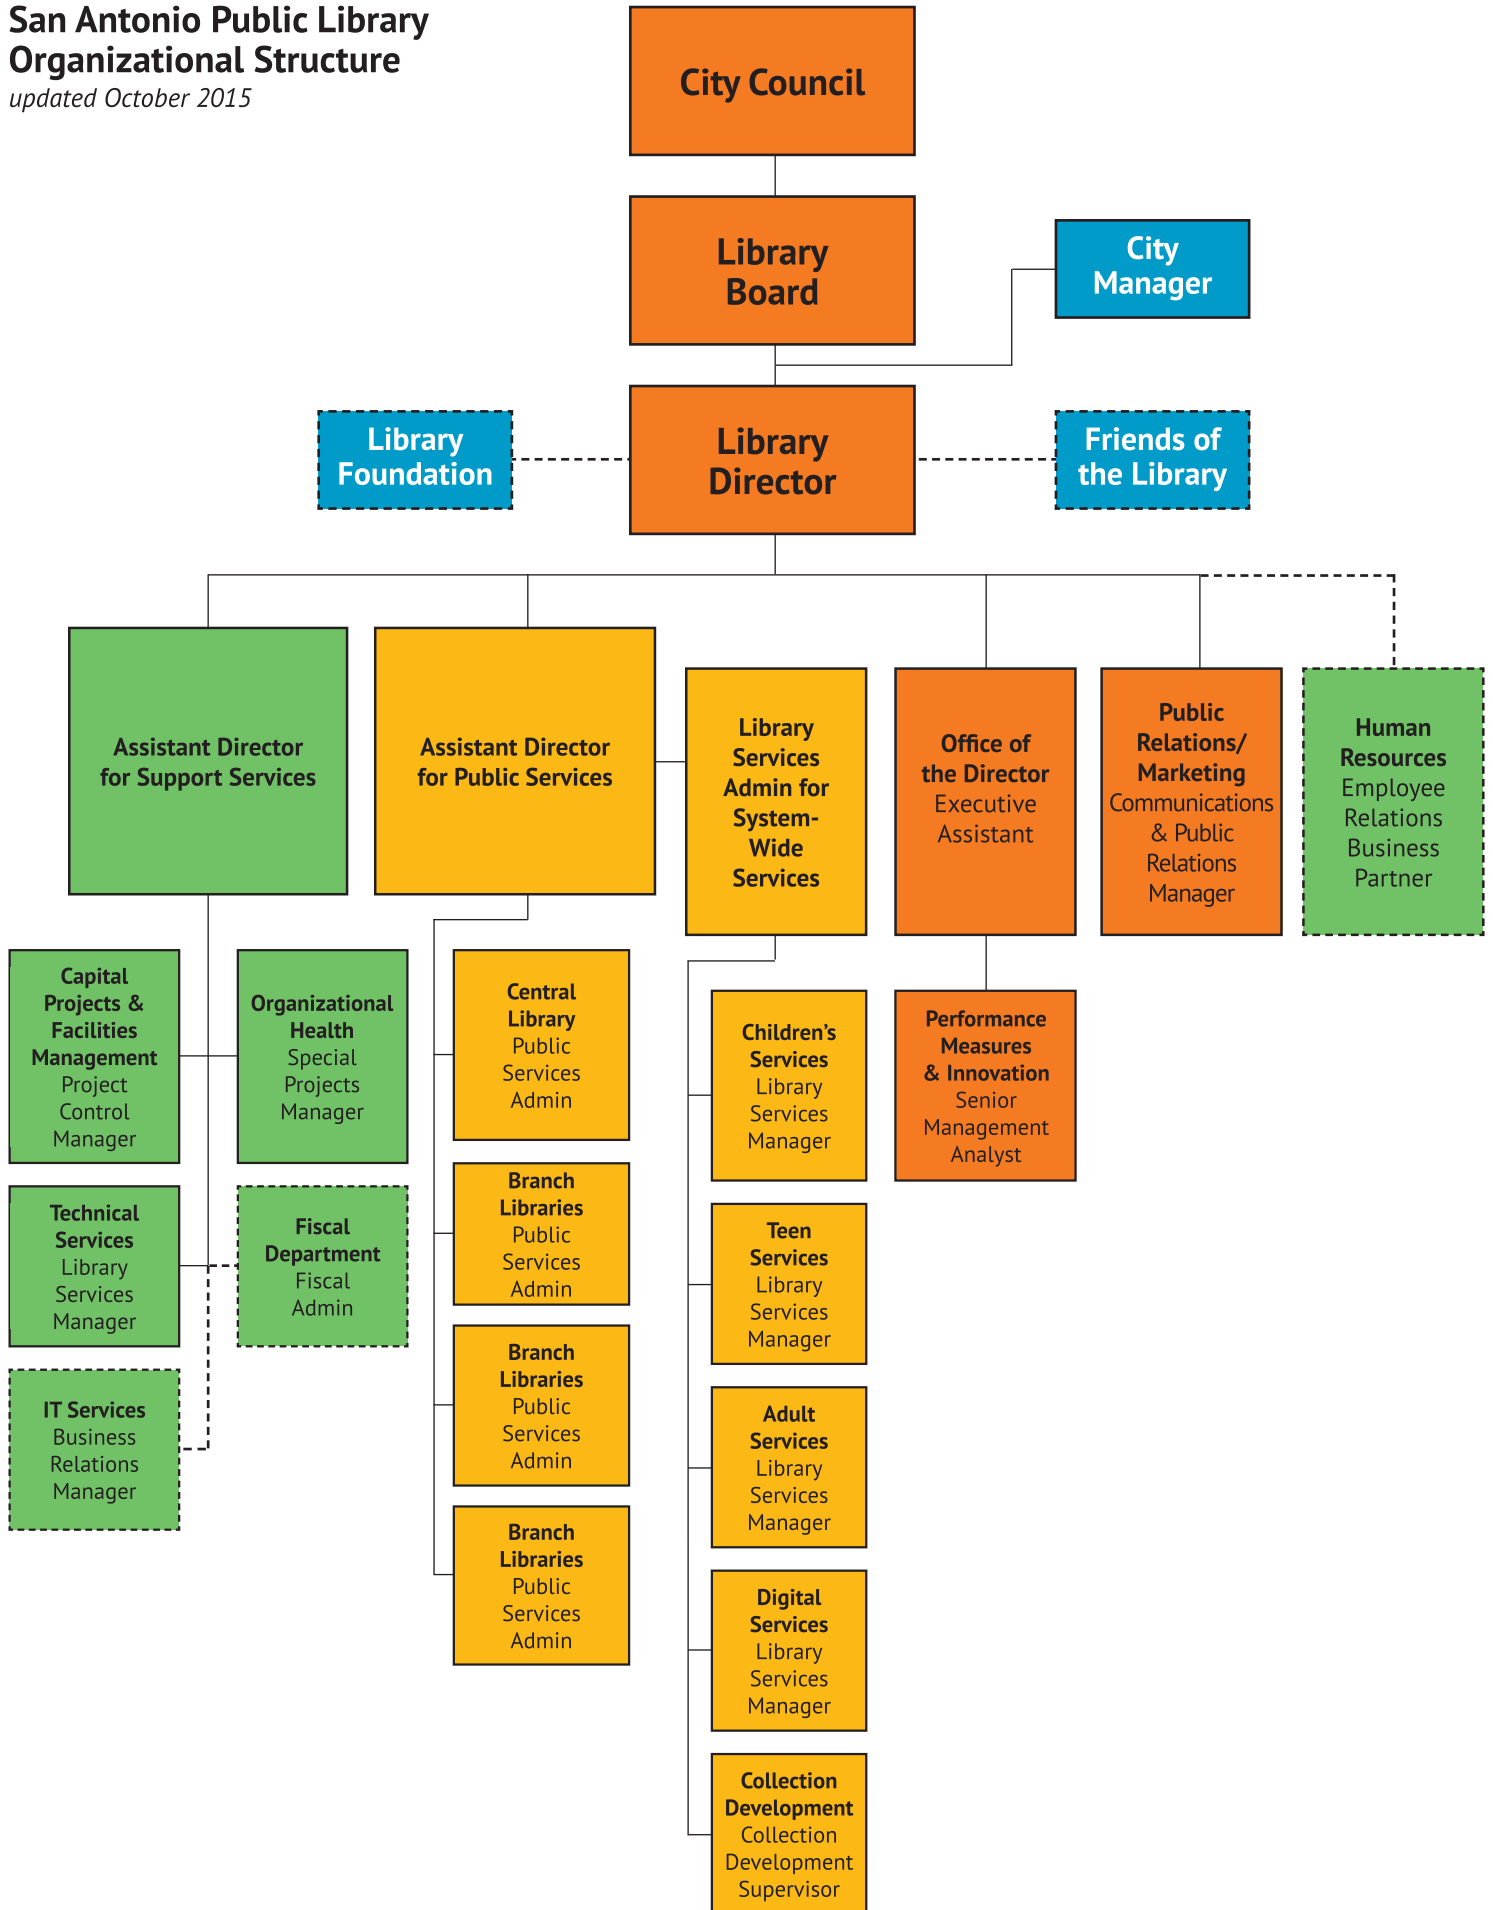 San Antonio Public Library
Organizational Structure
updated October 2015
City Council
Library
Board
City
Manager
Library
Foundation
Library
Director
Friends of
the Library
Assistant Director
for Support Services
Assistant Director
for Public Services
Library
Services
Admin for
System-
Wide
Services
Office of
the Director
Executive
Assistant
Public
Relations/
Marketing
Communications
& Public
Relations
Manager
Human
Resources
Employee
Relations
Business
Partner
Capital
Projects &
Facilities
Management
Project
Control
Manager
Organizational
Health
Special
Projects
Manager
Technical
Services
Library
Services
Manager
Fiscal
Department
Fiscal
Admin
IT Services
Business
Relations
Manager
Central
Library
Public
Services
Admin
Branch
Libraries
Public
Services
Admin
Branch
Libraries
Public
Services
Admin
Branch
Libraries
Public
Services
Admin
Children's
Services
Library
Services
Manager
Teen
Services
Library
Services
Manager
Adult
Services
Library
Services
Manager
Digital
Services
Library
Services
Manager
Collection
Development
Collection
Development
Supervisor
Performance
Measures
& Innovation
Senior
Management
Analyst